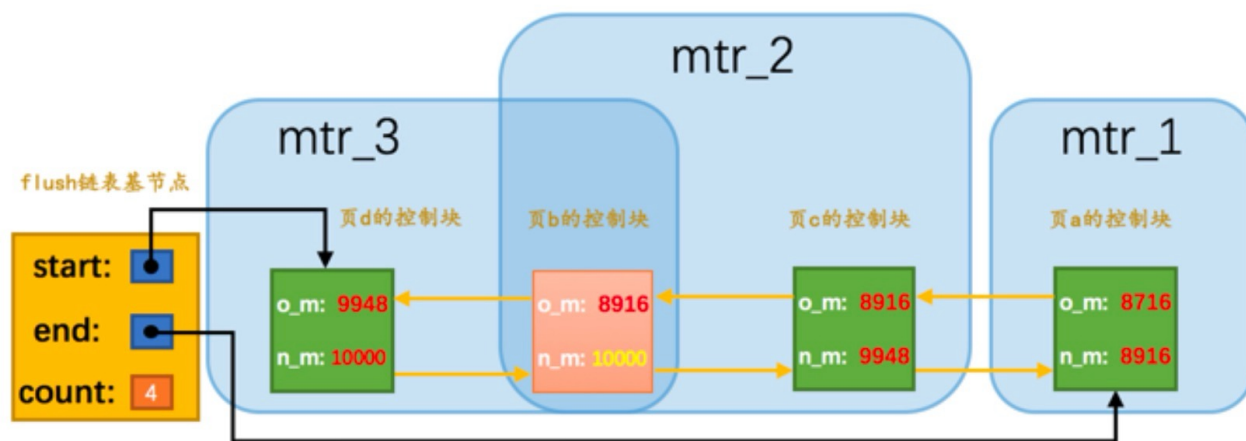 mtr_2
mtr_3
mtr_1
flush链表基节点
页d的控制块
页b的控制块
页c的控制块
页a的控制块
start:
end:
count: 4
o_m: 9948
n_m: 10000
o_m: 8916
n_m: 10000
o_m: 8916
n_m: 9948
o_m: 8716
n_m: 8916